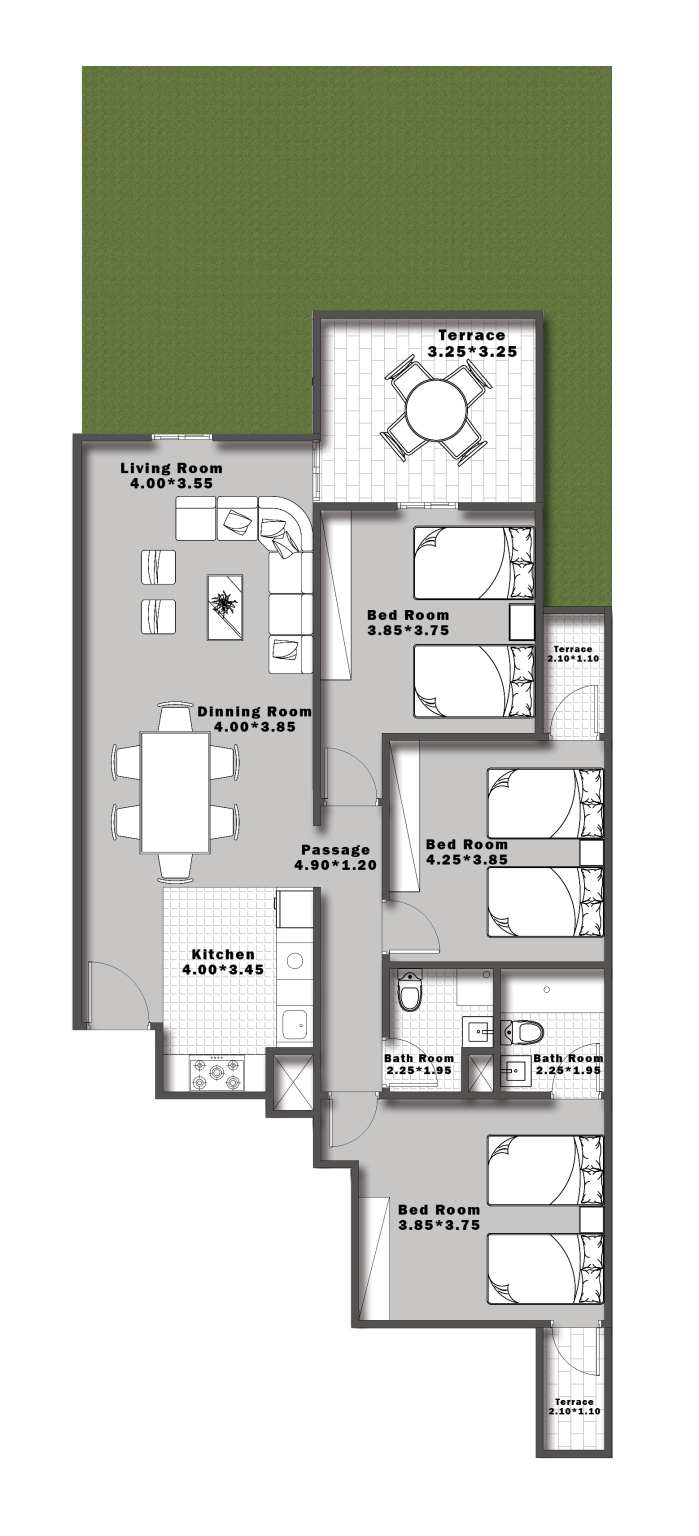 Terrace
3.25*3.25
Living Room
4.00*3.55
Bed Room
3.85*3.75
Terrace
2.10*1.10
Dinning Room
4.00*3.85
Passage
4.90*1.20
Bed Room
4.25*3.85
Kitchen
4.00*3.45
Bath Room
2.25*1.95
Bath Room
2.25*1.95
Bed Room
3.85*3.75
Terrace
2.10*1.10